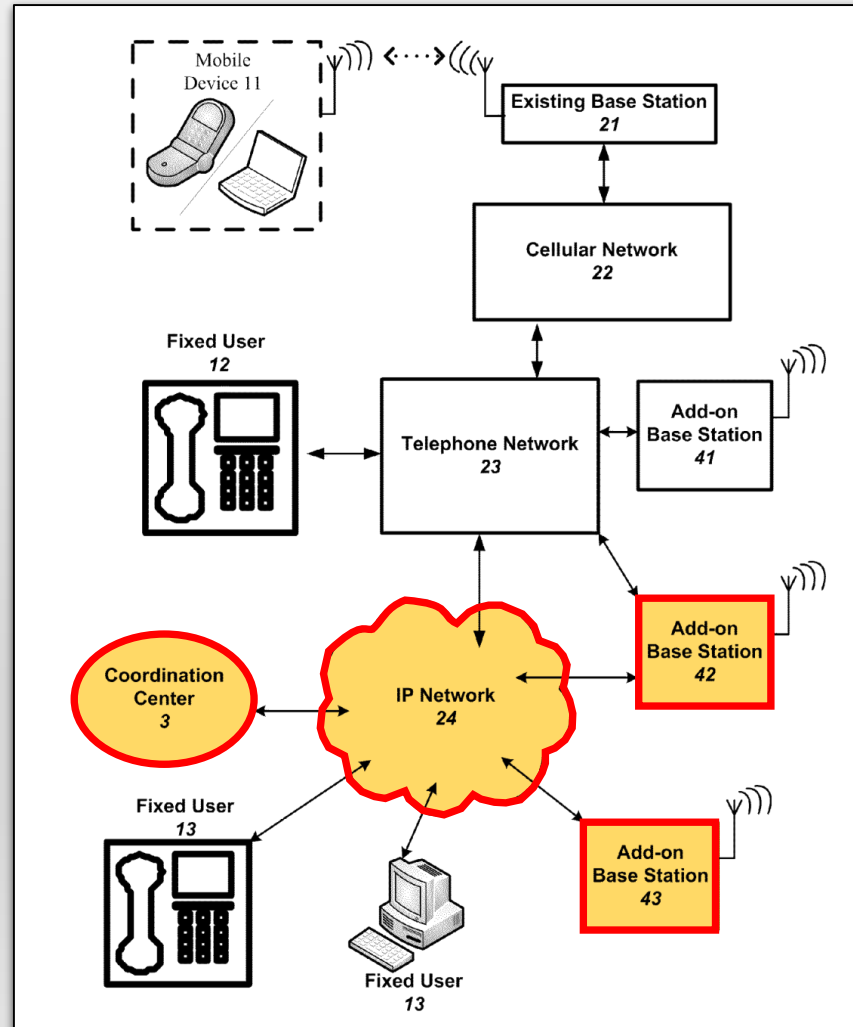 Mobile
Device 11
Existing Base Station
21
Cellular Network
22
Fixed User
12
Telephone Network
23
Add-on
Base Station
41
Add-on
Base Station
42
Coordination
Center
3
IP Network
24
Fixed User
13
Add-on
Base Station
43
Fixed User
13